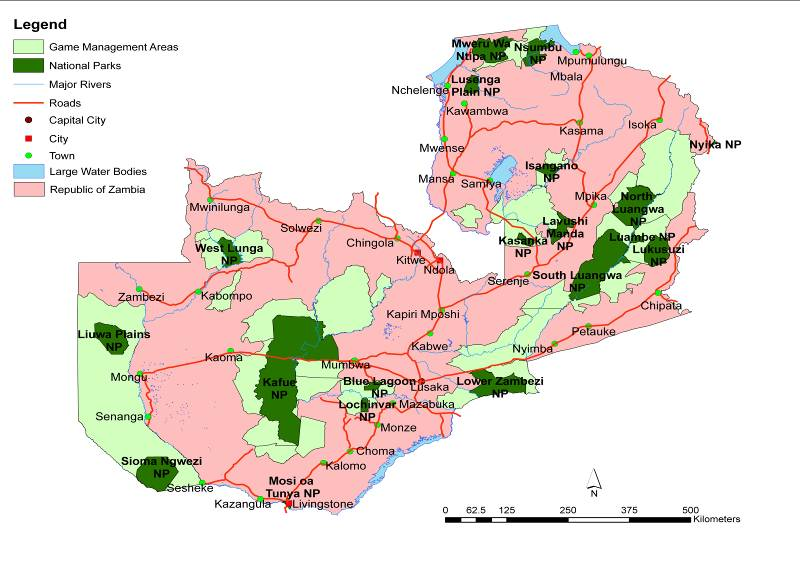 Legend
Game Management Areas
National Parks
Major Rivers
Roads
Capital City
City
Town
Large Water Bodies
Republic of Zambia
Mweru Wa
Ntipa NP
Nsumbu
NP
Mpumulungu
Mbala
Nchelenge
Lusenga
Plain NP
Kawambwa
Kasama
Isoka
Mwense
Nyika NP
Mansa
Samfya
Isangano
NP
Mpika
North
Luangwa
NP
Mwinilunga
Solwezi
Chingola
Lavushi
Manda
NP
Kasanka
NP
Luambe NP
Lukusuzi
NP
West Lunga
NP
Kitwe
Ndola
Serenje
South Luangwa
NP
Zambezi
Kabompo
Chipata
Kapiri Mposhi
Petauke
Liuwa Plains
NP
Kabwe
Nyimba
Kaoma
Mumbwa
Mongu
Kafue
NP
Blue Lagoon
NP
Lusaka
Lower Zambezi
NP
Lochinvar
NP
Mazabuka
Senanga
Monze
Choma
Sioma Ngwezi
NP
Kalomo
Sesheke
Mosi oa
Tunya NP
Kazangula
Livingstone
N
0 62.5 125 250 375 500
Kilometers